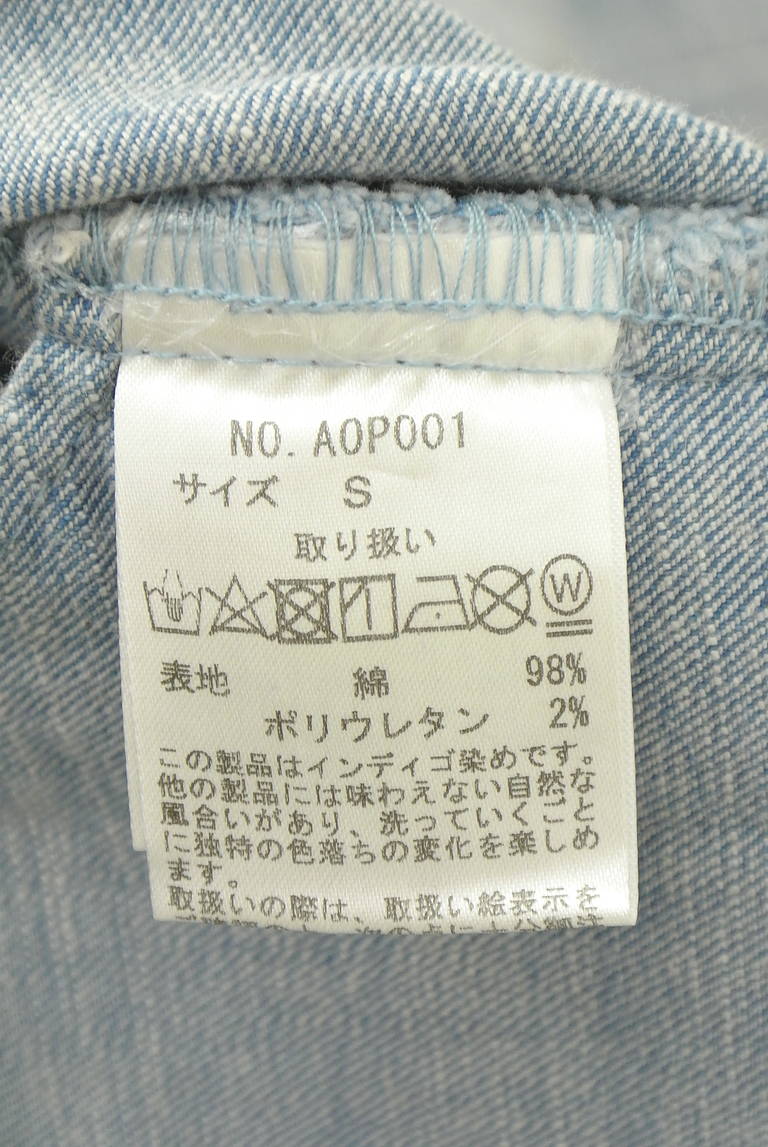 NO. AOP001
サイズ S
取り扱い
W
表地 綿 98%
ポリウレタン 2%
この製品はインディゴ染めです。
他の製品には味わえない自然な
風合いがあり、洗っていくごと
に独特の色落ちの変化を楽しめ
ます。
取扱いの際は、取扱い絵表示を